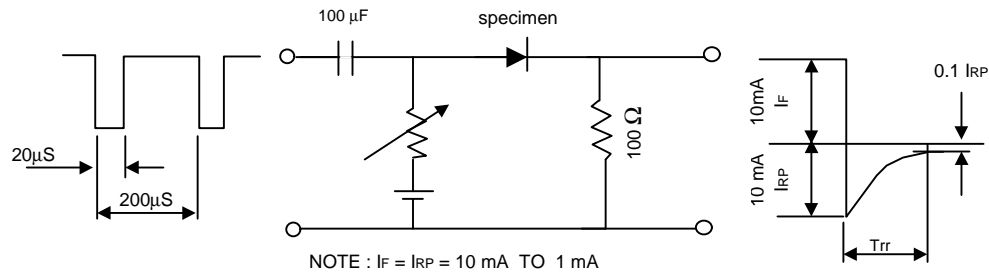 100 µF
specimen
20µS
200µS
100 Ω
10mA
IF
10 mA
IRP
0.1 IRP
Trr
NOTE : IF = IRP = 10 mA TO 1 mA